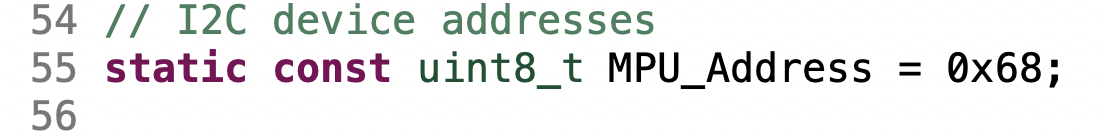 54 // I2C device addresses
55 static const uint8_t MPU_Address = 0x68;
56